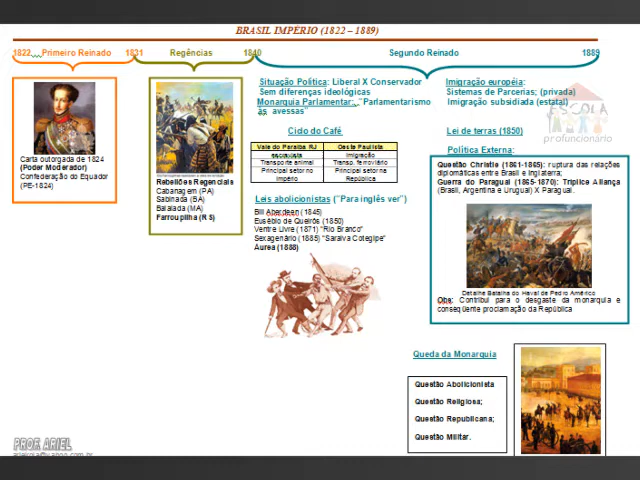 BRASIL IMPÉRIO (1822 – 1889)
1822 Primeiro Reinado 1831 Regências 1840 Segundo Reinado 1889
Carta outorgada de 1824
(Poder Moderador)
Confederação do Equador
(PE-1824)
Rebeliões Regenciais
Cabanagem (PA)
Sabinada (BA)
Balaiada (MA)
Farroupilha (RS)
Situação Política: Liberal X Conservador
Sem diferenças ideológicas
Monarquia Parlamentar: "Parlamentarismo
às avessas"
Ciclo do Café
Vale do Paraíba RJ Oeste Paulista
escravista Imigração
Transporte animal Transp. ferroviário
Principal setor no Principal setor na
Império República
Leis abolicionistas ("Para inglês ver")
Bill Aberdeen (1845)
Eusébio de Queirós (1850)
Ventre Livre (1871) "Rio Branco"
Sexagenário (1885) "Saraiva Cotegipe"
Áurea (1888)
Imigração européia:
Sistemas de Parcerias; (privada)
Imigração subsidiada (estatal)
ESCOLA
profuncionário
Lei de terras (1850)
Política Externa:
Questão Christie (1861-1865): ruptura das relações
diplomáticas entre Brasil e Inglaterra;
Guerra do Paraguai (1865-1870): Tríplice Aliança
(Brasil, Argentina e Uruguai) X Paraguai.
Detalhe Batalha do Havaí de Pedro Américo
Obs: Contribui para o desgaste da monarquia e
conseqüente proclamação da República
Queda da Monarquia
Questão Abolicionista
Questão Religiosa;
Questão Republicana;
Questão Militar.
PROF. ARIEL